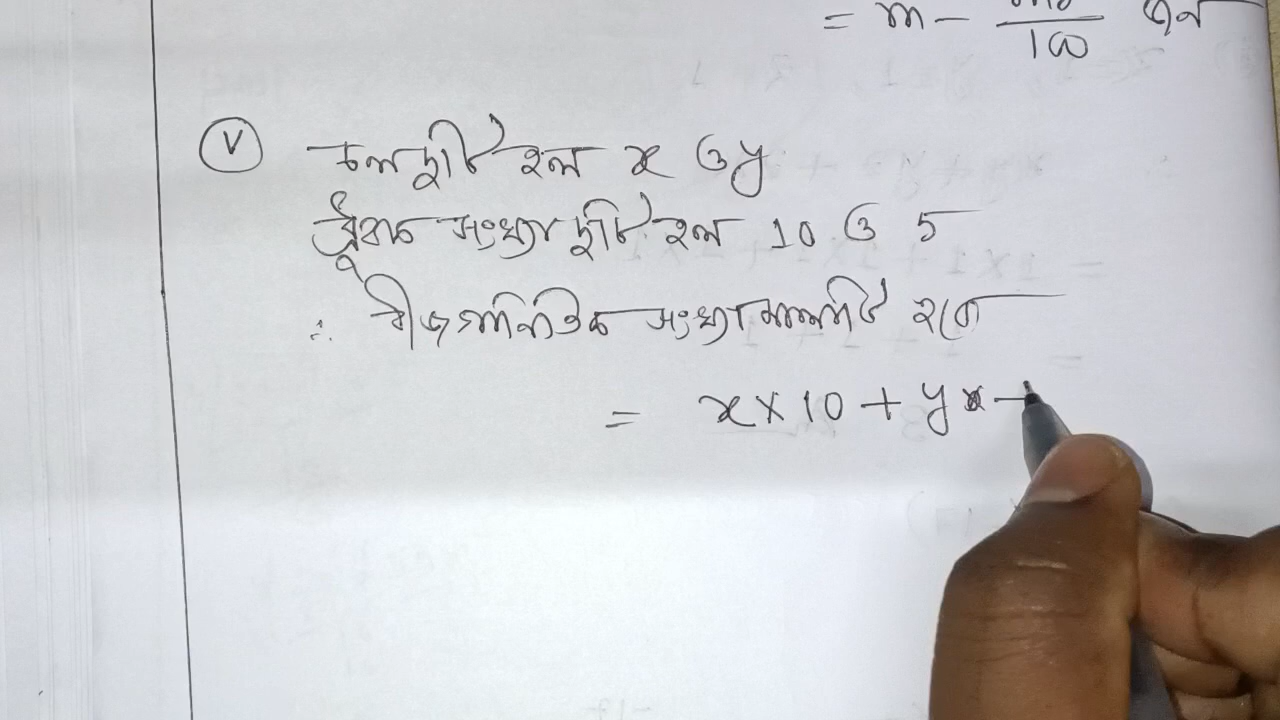 = m - / 100
(v) চলদুটি হল x ও y
ধ্রুবক সংখ্যা দুটি হল 10 ও 5
∴ বীজগানিতিক সংখ্যামালাটি হবে
= x × 10 + y ×